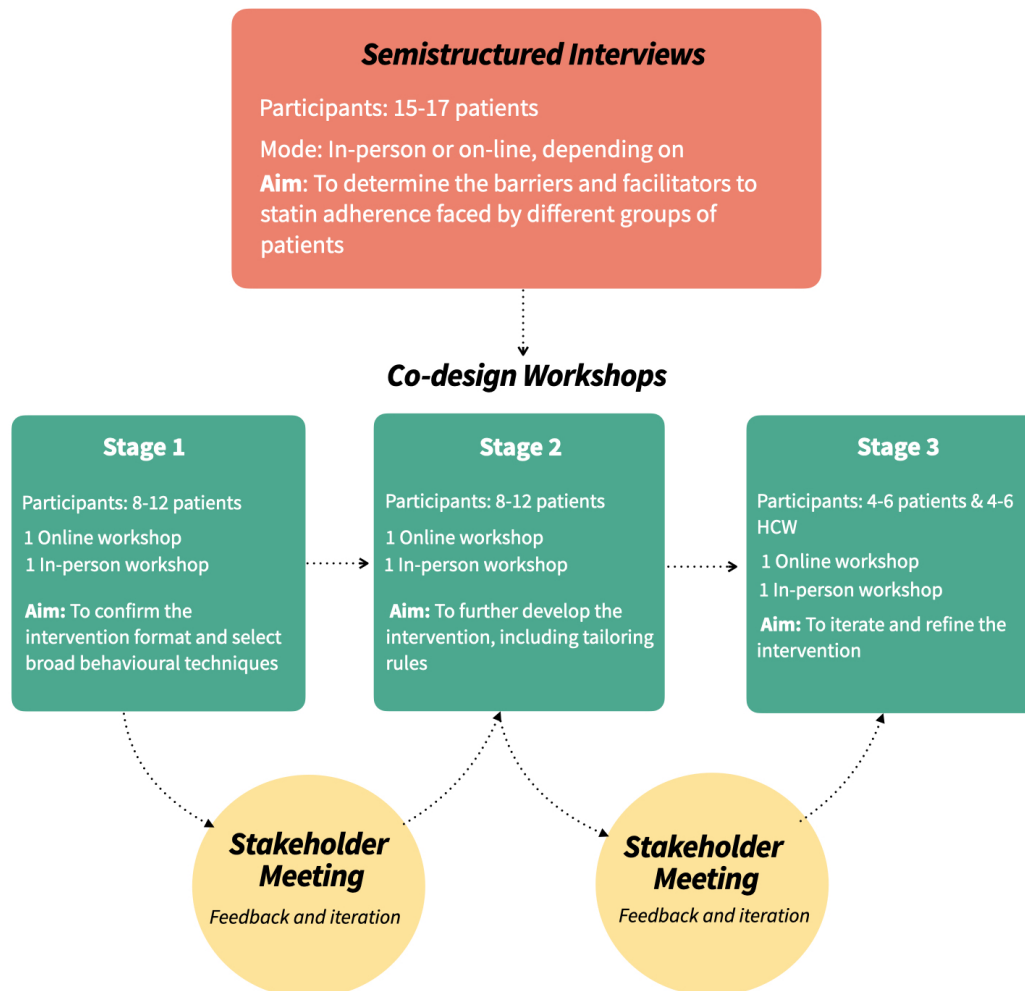 Semistructured Interviews
Participants: 15-17 patients
Mode: In-person or on-line, depending on
Aim: To determine the barriers and facilitators to
statin adherence faced by different groups of
patients
Co-design Workshops
Stage 1
Participants: 8-12 patients
1 Online workshop
1 In-person workshop
Aim: To confirm the
intervention format and select
broad behavioural techniques
Stage 2
Participants: 8-12 patients
1 Online workshop
1 In-person workshop
Aim: To further develop the
intervention, including tailoring
rules
Stage 3
Participants: 4-6 patients & 4-6
HCW
1 Online workshop
1 In-person workshop
Aim: To iterate and refine the
intervention
Stakeholder
Meeting
Feedback and iteration
Stakeholder
Meeting
Feedback and iteration